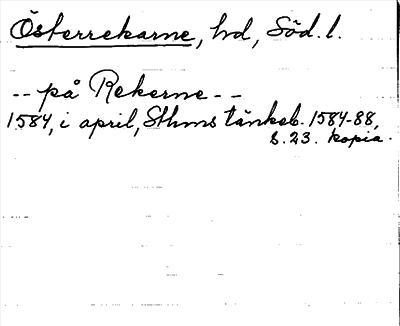 Österrekarne, hd, Söd. l.
-- på Rekerne --
1584, i april, Sthms tänkeb. 1584-88,
s. 23. kopia.